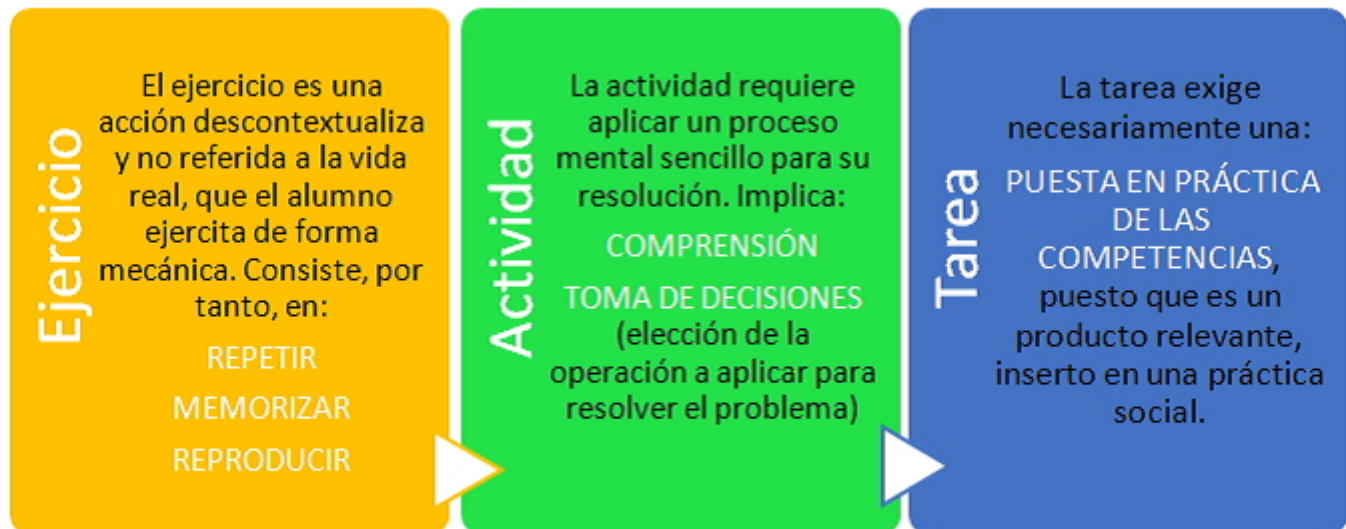 Ejercicio
El ejercicio es una
acción descontextualiza
y no referida a la vida
real, que el alumno
ejercita de forma
mecánica. Consiste, por
tanto, en:
REPETIR
MEMORIZAR
REPRODUCIR
Actividad
La actividad requiere
aplicar un proceso
mental sencillo para su
resolución. Implica:
COMPRENSIÓN
TOMA DE DECISIONES
(elección de la
operación a aplicar para
resolver el problema)
Tarea
La tarea exige
necesariamente una:
PUESTA EN PRÁCTICA
DE LAS
COMPETENCIAS,
puesto que es un
producto relevante,
inserto en una práctica
social.